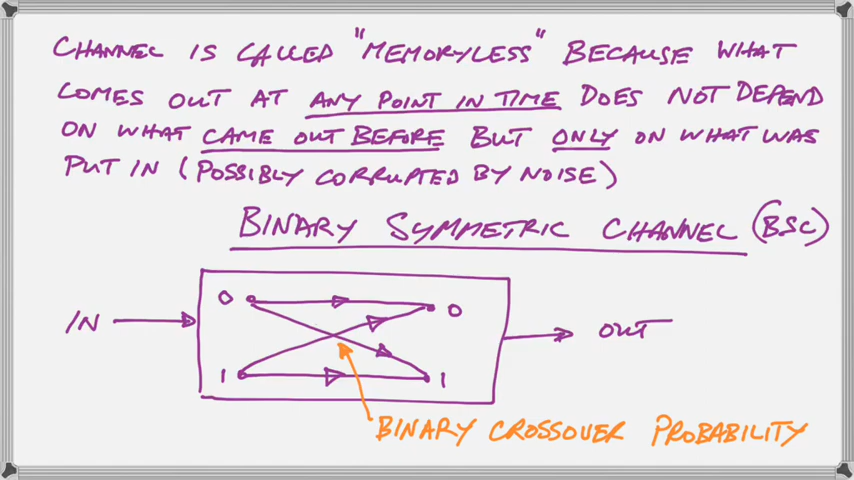 CHANNEL IS CALLED "MEMORYLESS" BECAUSE WHAT
COMES OUT AT ANY POINT IN TIME DOES NOT DEPEND
ON WHAT CAME OUT BEFORE BUT ONLY ON WHAT WAS
PUT IN (POSSIBLY CORRUPTED BY NOISE)
BINARY SYMMETRIC CHANNEL (BSC)
0
0
IN
OUT
1
1
BINARY CROSSOVER PROBABILITY